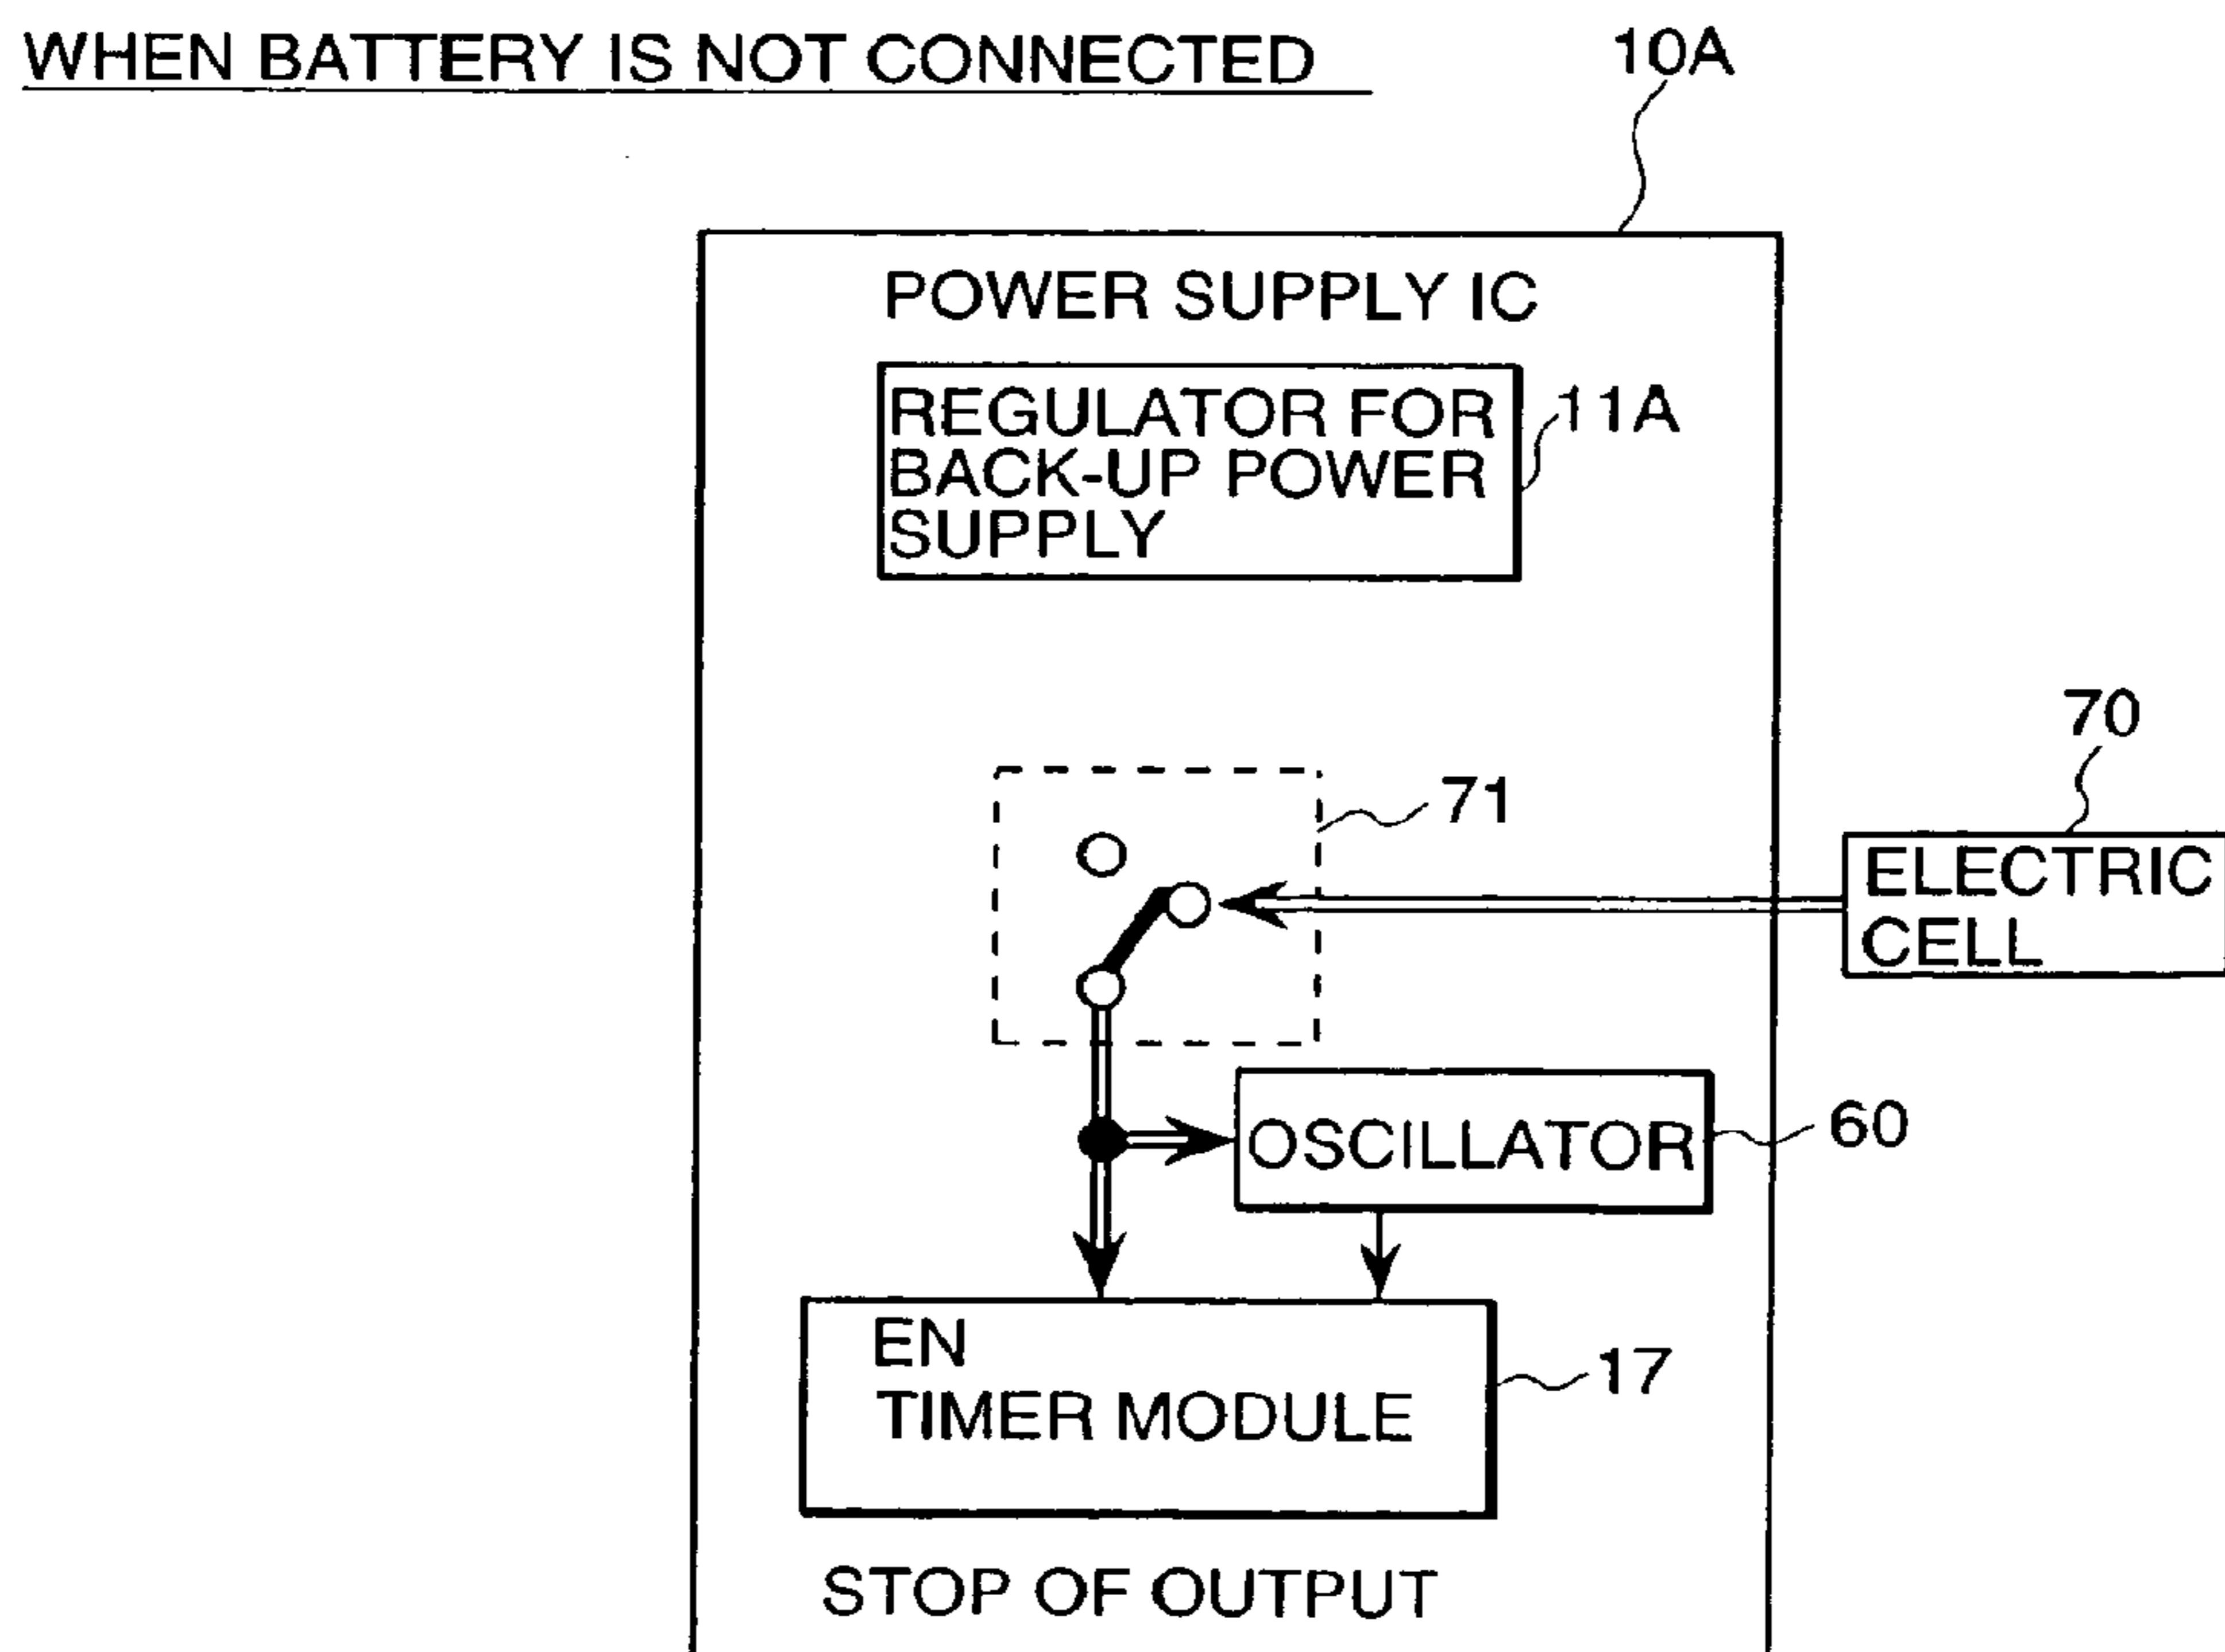 WHEN BATTERY IS NOT CONNECTED
10A
POWER SUPPLY IC
REGULATOR FOR
BACK-UP POWER
SUPPLY
11A
70
71
ELECTRIC
CELL
OSCILLATOR
60
EN
TIMER MODULE
17
STOP OF OUTPUT